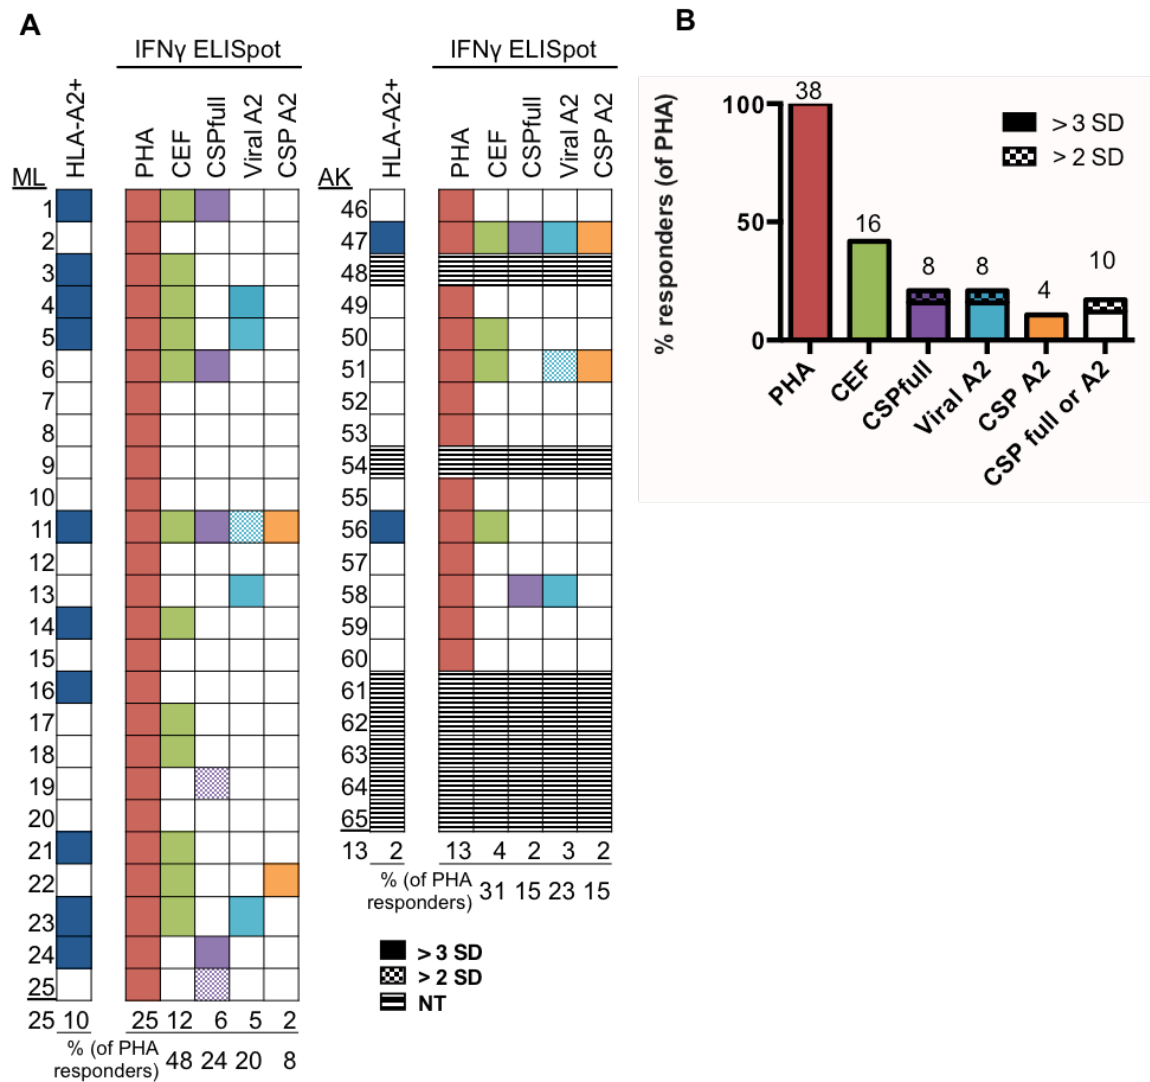 A
IFNγ ELISpot
HLA-A2+
PHA
CEF
CSPfull
Viral A2
CSP A2
ML
1
2
3
4
5
6
7
8
9
10
11
12
13
14
15
16
17
18
19
20
21
22
23
24
25
25 10 25 12 6 5 2
% (of PHA responders) 48 24 20 8
IFNγ ELISpot
HLA-A2+
PHA
CEF
CSPfull
Viral A2
CSP A2
AK
46
47
48
49
50
51
52
53
54
55
56
57
58
59
60
61
62
63
64
65
13 2 13 4 2 3 2
% (of PHA responders) 31 15 23 15
> 3 SD
> 2 SD
NT
B
% responders (of PHA)
100
50
0
38
16
8
8
4
10
> 3 SD
> 2 SD
PHA
CEF
CSPfull
Viral A2
CSP A2
CSP full or A2